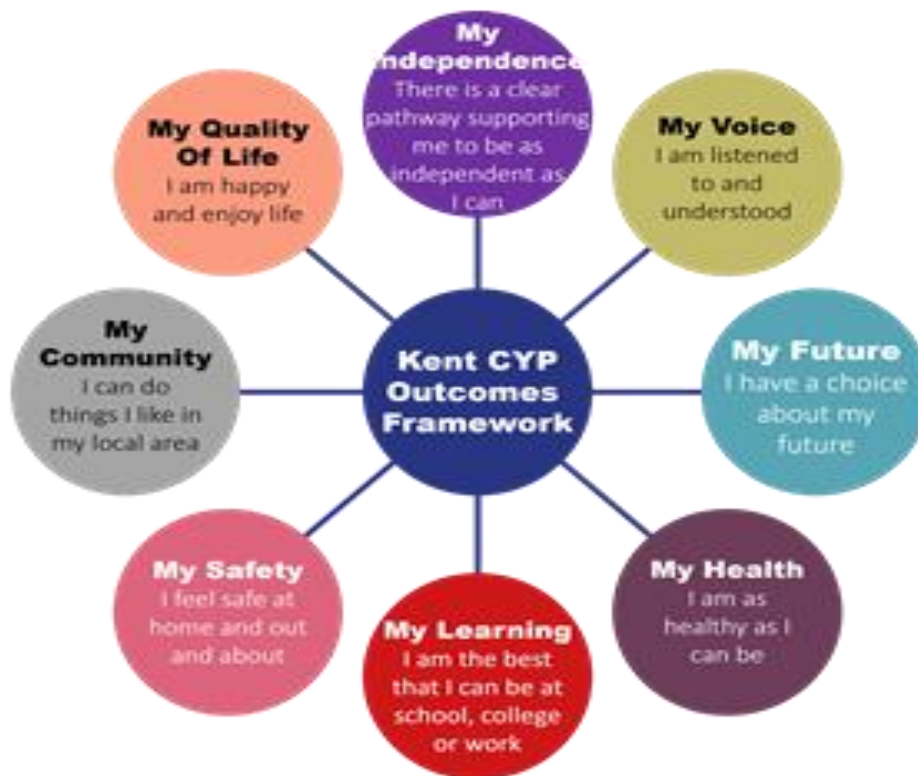 My
Independence
There is a clear
pathway supporting
me to be as
independent as
I can
My Voice
I am listened
to and
understood
My Future
I have a choice
about my
future
My Health
I am as
healthy as I
can be
My Learning
I am the best
that I can be at
school, college
or work
My Safety
I feel safe at
home and out
and about
My
Community
I can do
things I like in
my local area
My Quality
Of Life
I am happy
and enjoy life
Kent CYP
Outcomes
Framework